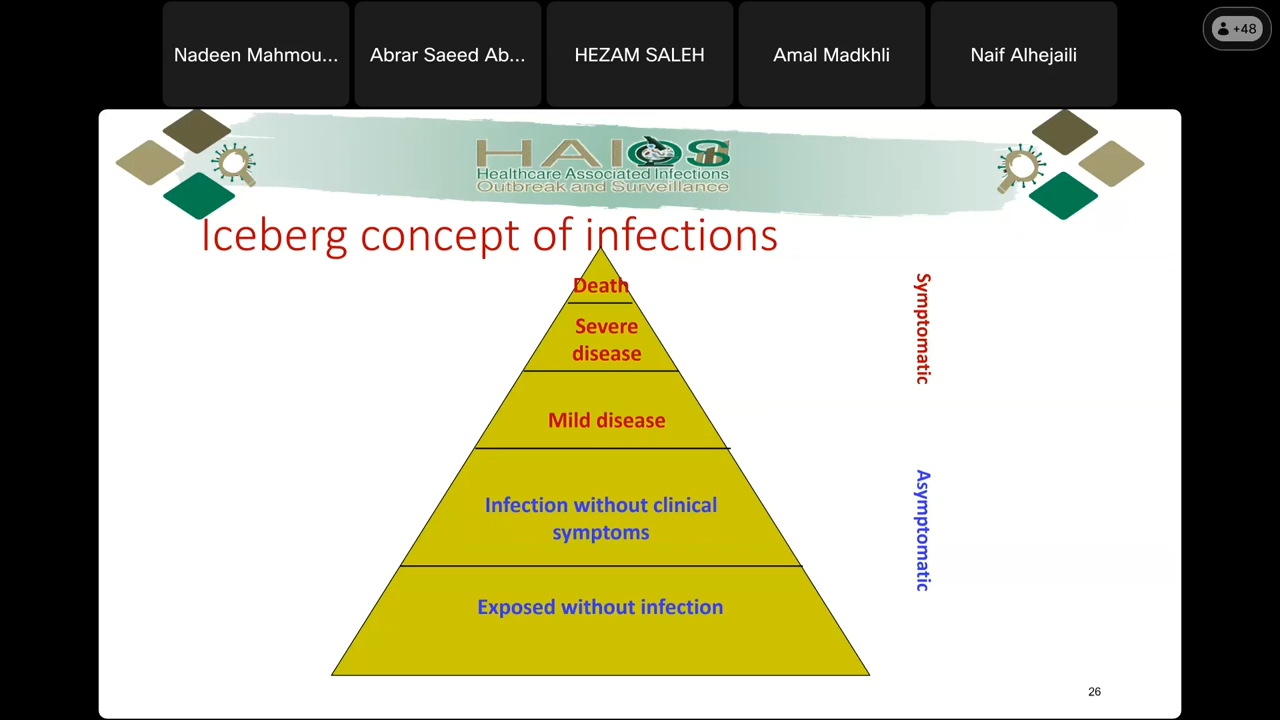 Nadeen Mahmou...
Abrar Saeed Ab...
HEZAM SALEH
Amal Madkhli
Naif Alhejaili
+48
HAIOS
Healthcare Associated Infections
Outbreak and Surveillance
Iceberg concept of infections
Death
Severe
disease
Mild disease
Infection without clinical
symptoms
Exposed without infection
Symptomatic
Asymptomatic
26